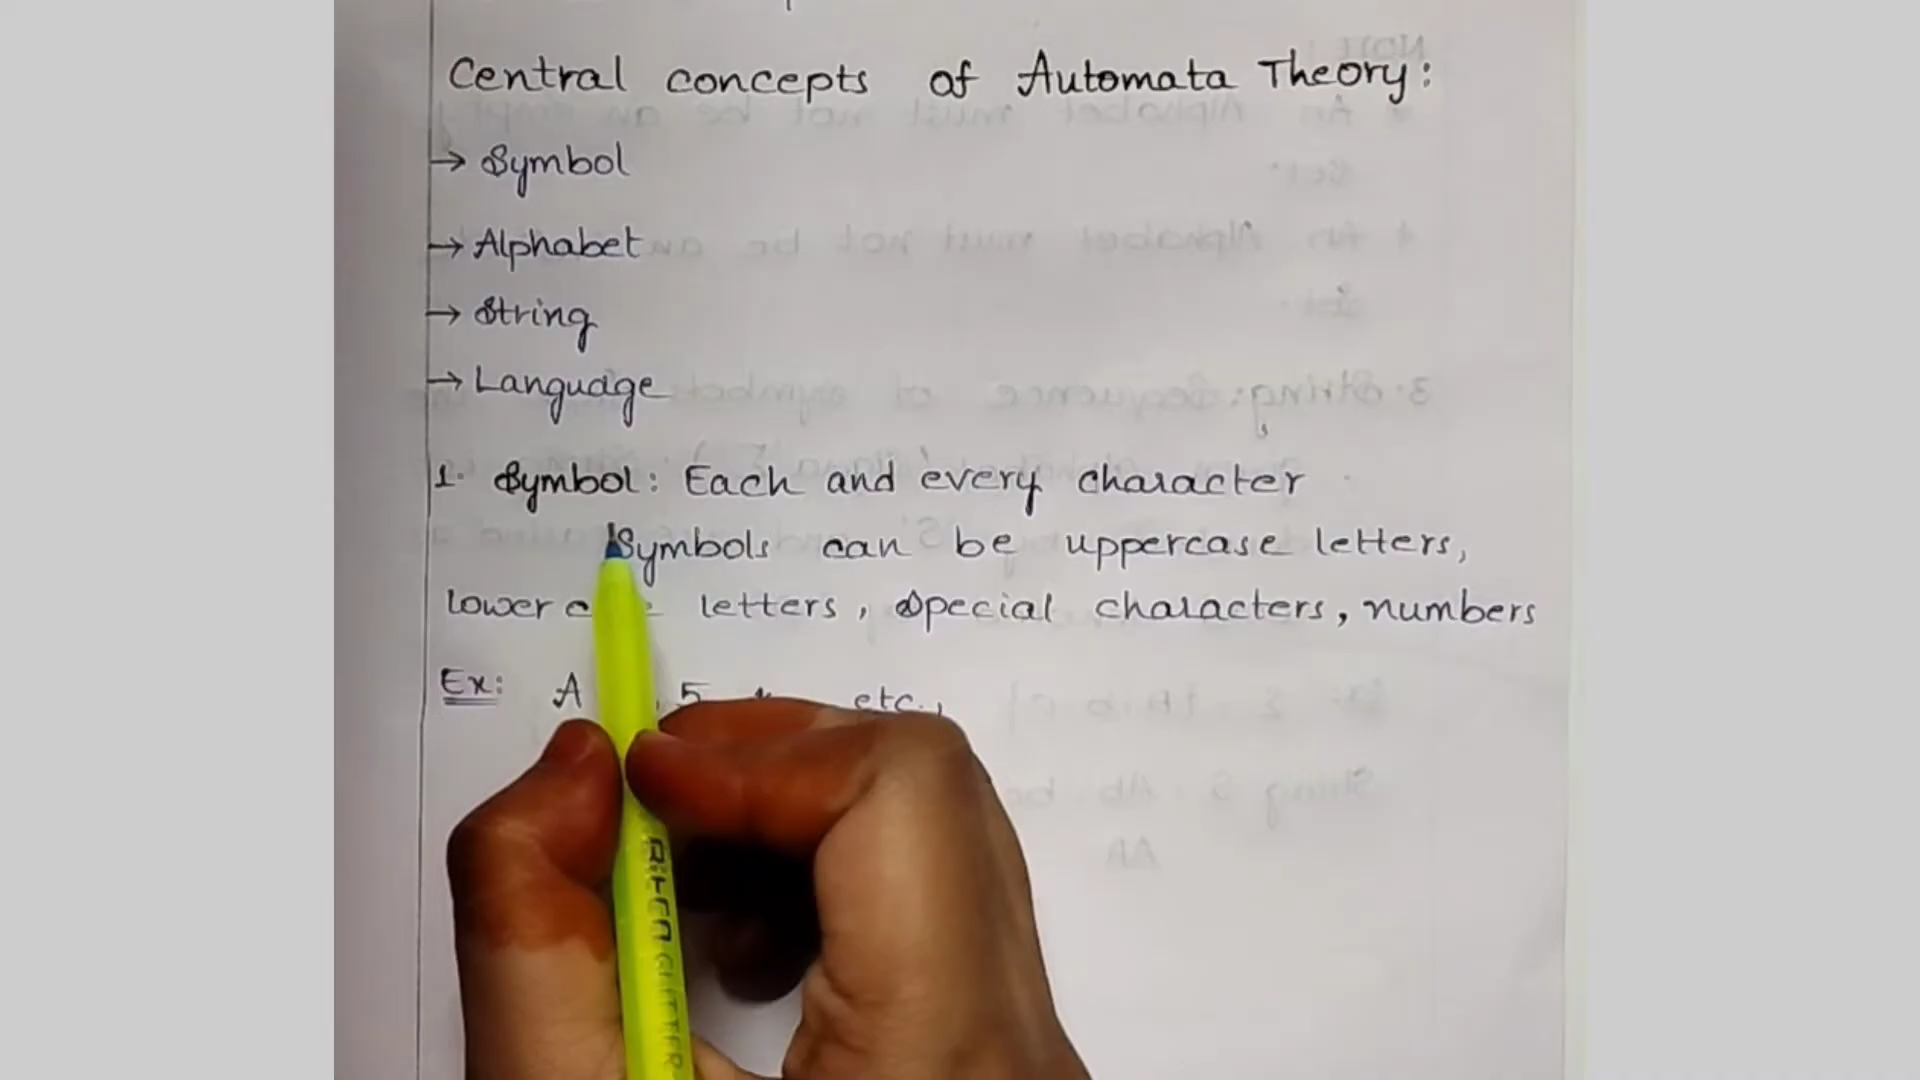 Central concepts of Automata Theory:
→ Symbol
→ Alphabet
→ String
→ Language
1. Symbol: Each and every character
Symbols can be uppercase letters,
lower letters, special characters, numbers
Ex: A , 5 etc.,